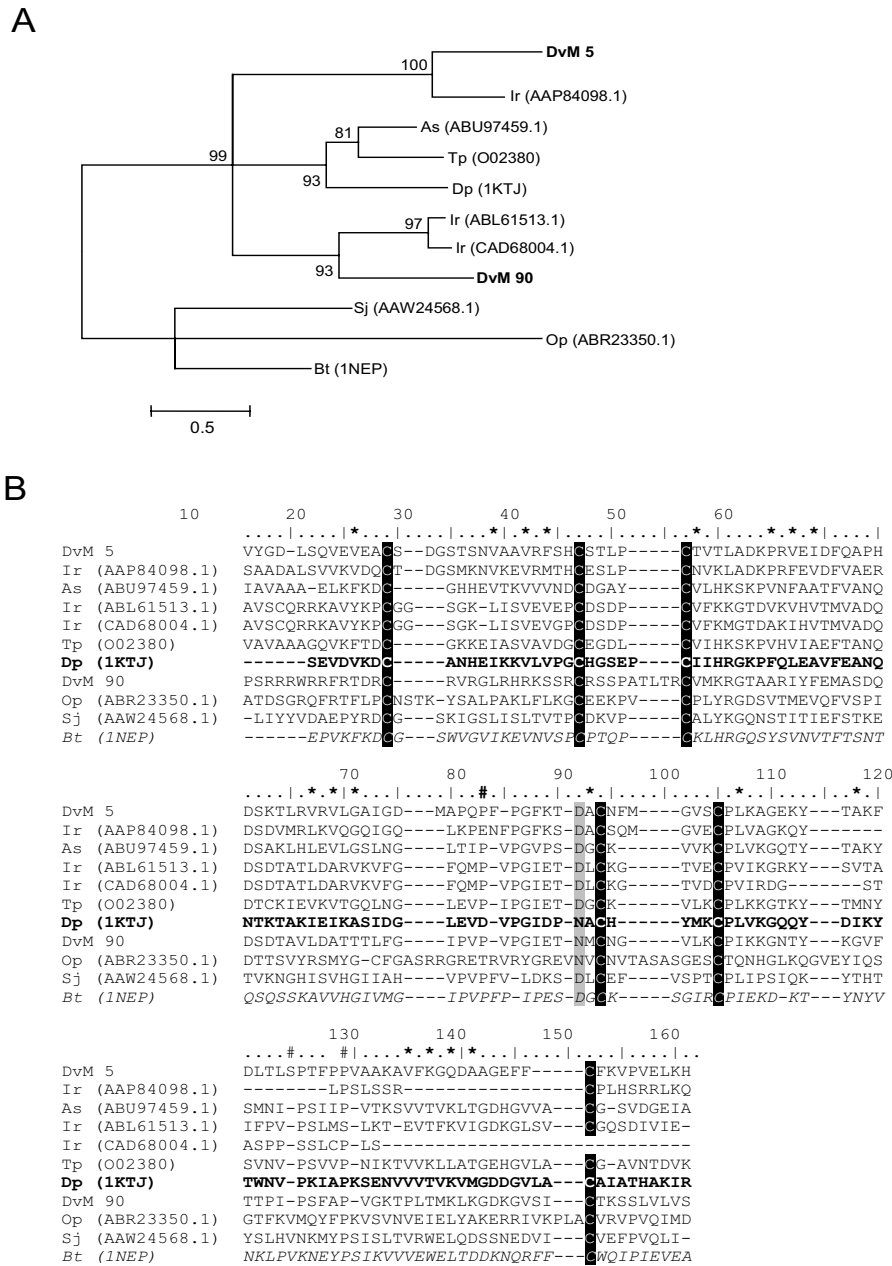 A
DvM 5
100
Ir (AAP84098.1)
As (ABU97459.1)
81
Tp (O02380)
99
93
Dp (1KTJ)
Ir (ABL61513.1)
97
Ir (CAD68004.1)
93
DvM 90
Sj (AAW24568.1)
Op (ABR23350.1)
Bt (1NEP)
0.5
B
10 20 30 40 50 60
....|....*....|...*|..*.*....|....|...*.|....*.*.*....
DvM 5 VYGD-LSQVEVEACS--DGSTSNVAAVRFSHCSTLP-----CTVTLADKPRVEIDFQAPH
Ir (AAP84098.1) SAADALSVVKVDQCT--DGSMKNVKEVRMTHCESLP-----CNVKLADKPRFEVDFVAER
As (ABU97459.1) IAVAAA-ELKFKDC-----GHHEVTKVVVNDCDGAY-----CVLHKSKPVNFAATFVANQ
Ir (ABL61513.1) AVSCQRRKAVYKPCGG---SGK-LISVEVEPCDSDP-----CVFKKGTDVKVHVTMVADQ
Ir (CAD68004.1) AVSCQRRKAVYKPCGG---SGK-LISVEVEPCDSDP-----CVFKMGTDAKIHVTMVADQ
Tp (O02380) VAVAAAGQVKFTDC-----GKKEIASVAVDGCEGDL-----CVIHKSKPVHVIAEFTANQ
Dp (1KTJ) ------SEVDVKDC-----ANHEIKKVLVPGCHGSEP----CIIHRGKPFQLEAVFEANQ
DvM 90 PSRRRWRRFRTDRC-----RVRGLRHRKSSRCRSSPATLTRCVMKRGTAARIYFEMASDQ
Op (ABR23350.1) ATDSGRQFRTFLPCNSTK-YSALPAKLFLKGCEEKPV----CPLYRGDSVTMEVQFVSPI
Sj (AAW24568.1) -LIYYVDAEPYRDCG---SKIGSLISLTVTPCDKVP-----CALYKGQNSTITIEFSTKE
Bt (1NEP) ------EPVKFKDCG---SWVGVIKEVNVSPCPTQP-----CKLHRGQSYSVNVTFTSNT
70 80 90 100 110 120
DvM 5 DSKTLRVRVLGAIGD---MAPQPF-PGFKT-DACNFM----GVSCPLKAGEKY---TAKF
Ir (AAP84098.1) DSDVMRLKVQGQIGQ---LKPENFPGFKS-DACSQM----GVECPLVAGKQY--------
As (ABU97459.1) DSAKLHLEVLGSLNG---LTIP-VPGVPS-DGCK------VVKCPLVKGQTY---KYSL
Ir (ABL61513.1) DSDTATLDARVKVFG---FQMP-VPGIET-DLCKG-----TVECPVIKGRKY---SVTA
Ir (CAD68004.1) DSDTATLDARVKVFG---FQMP-VPGIET-DLCKG-----TVDCPVIRDG-----ST
Tp (O02380) DTCKIEVKVTGQLNG---LEVP-IPGIET-DGCK------VLKCPLKKGTKY---TMNY
Dp (1KTJ) NTKTAKIEIKASIDG---LEVD-VPGIDP-NACH------YMKCPLVKGQQY---DIKY
DvM 90 DSDTAVLDATTTLFG---IPVP-VPGIET-NMCNG-----VLKCPIKKGNTY---KGVF
Op (ABR23350.1) DTTSVYRSMYG-CFGASRRGRETRVRYGREVNVCNVTASASGESCTQNHGLKQGVEYIQS
Sj (AAW24568.1) TVKNGHISVHGIIAH---VPVPFV-LDKS-DLCEF-----VSPTCPLIPSIQK---YTHT
Bt (1NEP) QSQSSKAVVHGIVMG---IPVPFP-IPES-DGCK------SGIRCPIEKD-KT---YNYV
130 140 150 160
DvM 5 DLTLSPTFPPVAAKAVFKGQDAAGEFF-----CFKVPVELKH
Ir (AAP84098.1) --------LPSLSSR-----------------CPLHSRRLKQ
As (ABU97459.1) SMNI-PSIIP-VTKSVVTVKLTGDHGVVA---CG-SVDGEIA
Ir (ABL61513.1) IFPV-PSLMS-LKT-EVTFKVIGDKGLSV---CGQSDIVIE-
Ir (CAD68004.1) ASPP-SSLCP-LS-----------------------------
Tp (O02380) SVNV-PSVVP-NIKTVVKLLATGEHGVLA---CG-AVNTDVK
Dp (1KTJ) TWNV-PKIAPKSENVVVTVKVMGDDGVLA---CAIATHAKIR
DvM 90 TTPI-PSFAP-VGKTPLTMKLKGDKGVSI---CTKSSLVLVS
Op (ABR23350.1) GTFKVMQYFPKVSVNVEIELYAKERRIVKPLACVRVPVQIMD
Sj (AAW24568.1) YSLHVNKMYPSISLTVRWELQDSSNEDVI---CVEFPVQLI-
Bt (1NEP) NKLPVKNEYPSIKVVVEWELTDDKNQRFF---CWQIPIEVEA